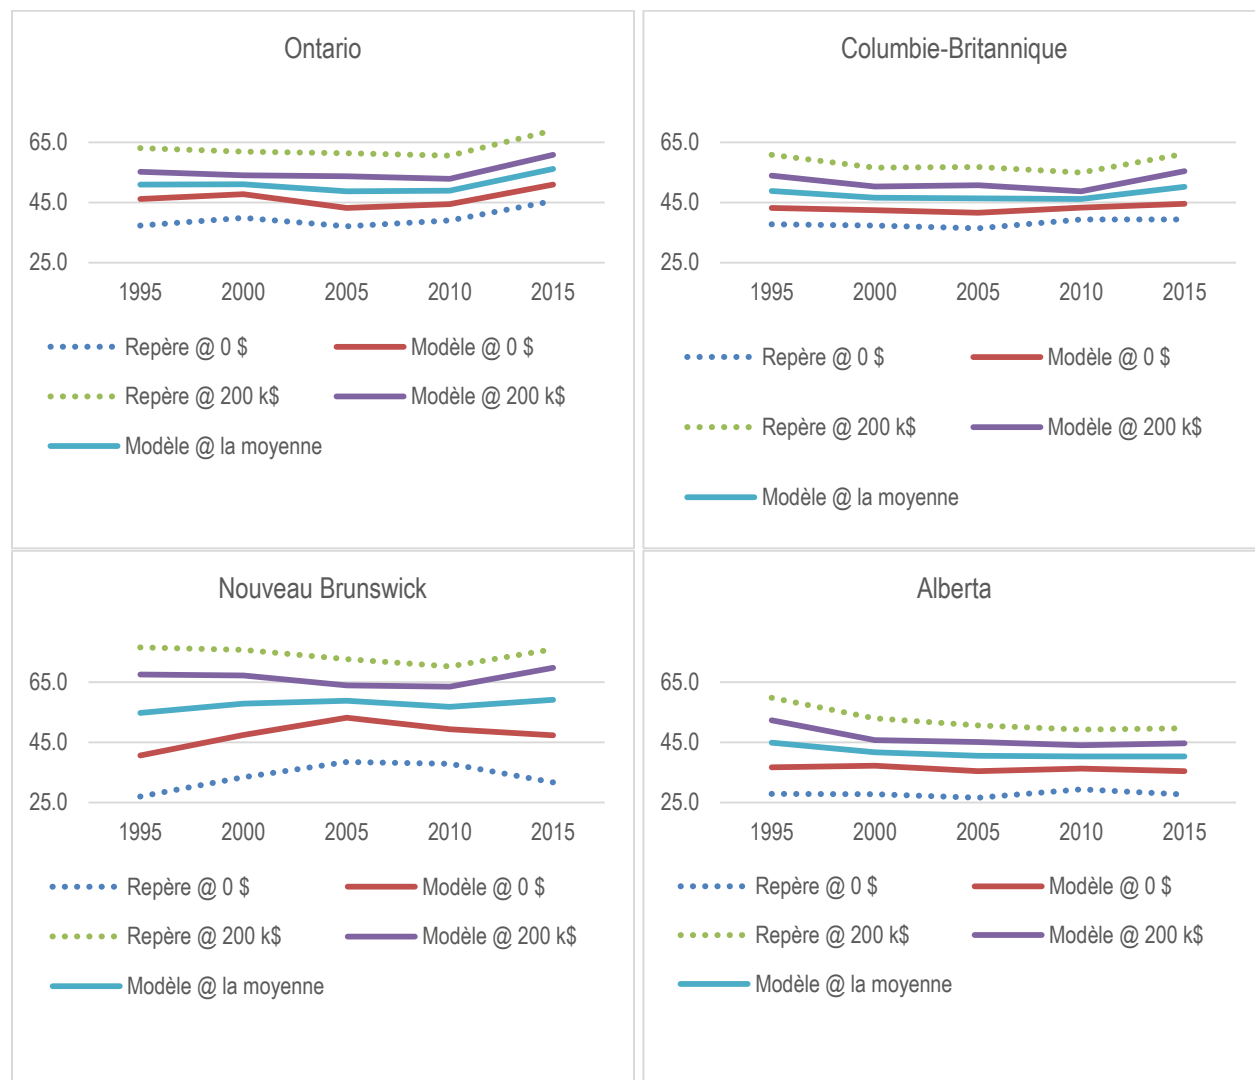 Ontario
65.0
45.0
25.0
1995 2000 2005 2010 2015
Repère @ 0 $ Modèle @ 0 $
Repère @ 200 k$ Modèle @ 200 k$
Modèle @ la moyenne
Columbie-Britannique
65.0
45.0
25.0
1995 2000 2005 2010 2015
Repère @ 0 $ Modèle @ 0 $
Repère @ 200 k$ Modèle @ 200 k$
Modèle @ la moyenne
Nouveau Brunswick
65.0
45.0
25.0
1995 2000 2005 2010 2015
Repère @ 0 $ Modèle @ 0 $
Repère @ 200 k$ Modèle @ 200 k$
Modèle @ la moyenne
Alberta
65.0
45.0
25.0
1995 2000 2005 2010 2015
Repère @ 0 $ Modèle @ 0 $
Repère @ 200 k$ Modèle @ 200 k$
Modèle @ la moyenne